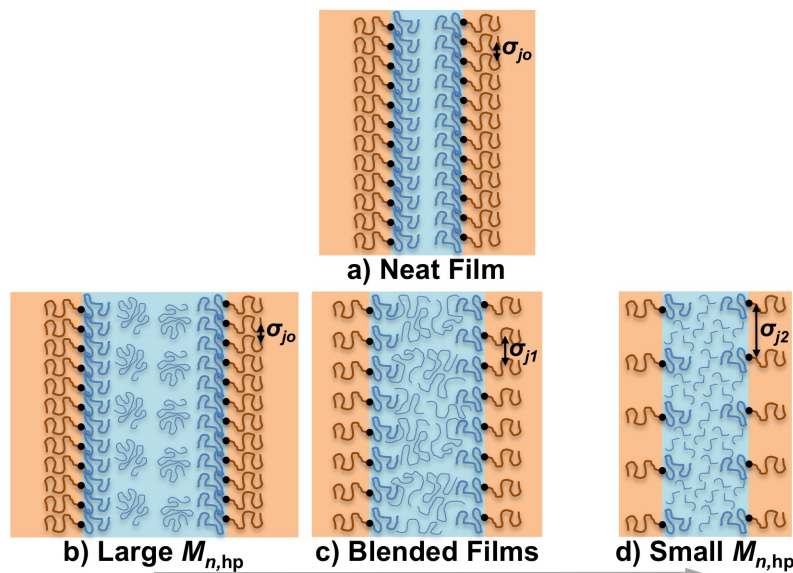 σjo
a) Neat Film
σjo
σj1
σj2
b) Large Mn,hp
c) Blended Films
d) Small Mn,hp